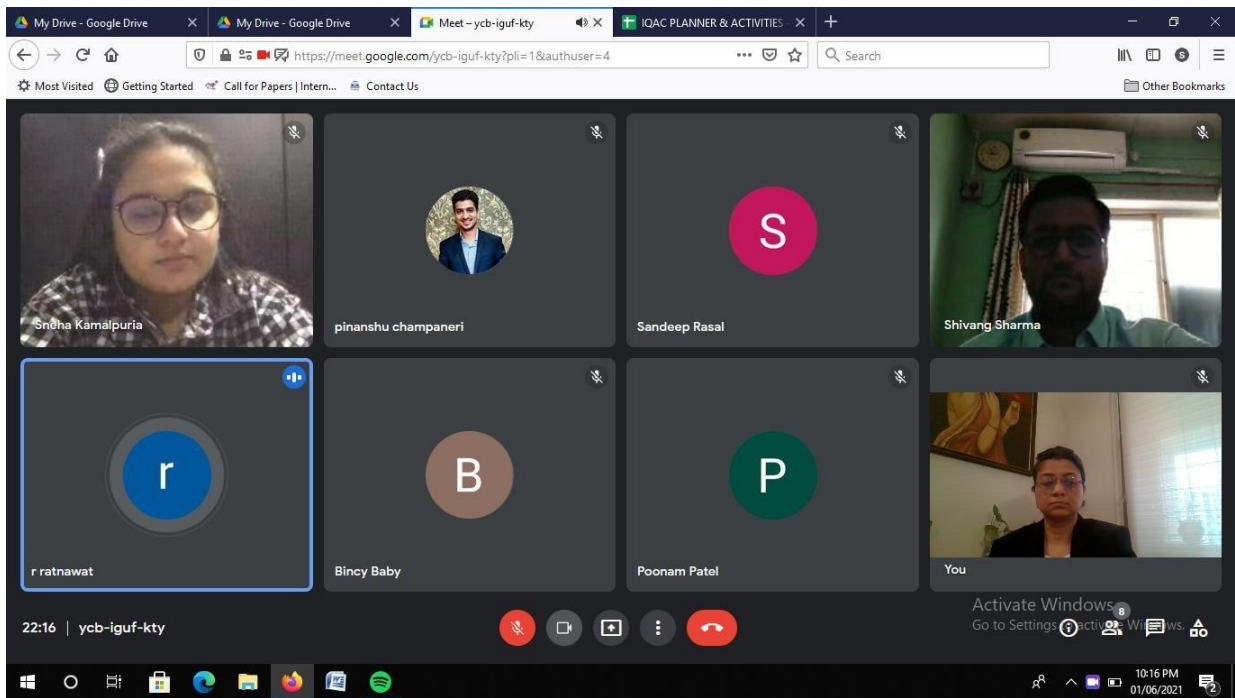 My Drive - Google Drive
My Drive - Google Drive
Meet – ycb-iguf-kty
IQAC PLANNER & ACTIVITIES -
https://meet.google.com/ycb-iguf-kty?pli=1&authuser=4
Search
S
Most Visited
Getting Started
Call for Papers | Intern...
Contact Us
Other Bookmarks
S
Sneha Kamalpuria
pinanshu champaneri
Sandeep Rasal
Shivang Sharma
r
B
P
r ratnawat
Bincy Baby
Poonam Patel
You
Activate Windows
Go to Settings
22:16 | ycb-iguf-kty
8
10:16 PM
01/06/2021
2